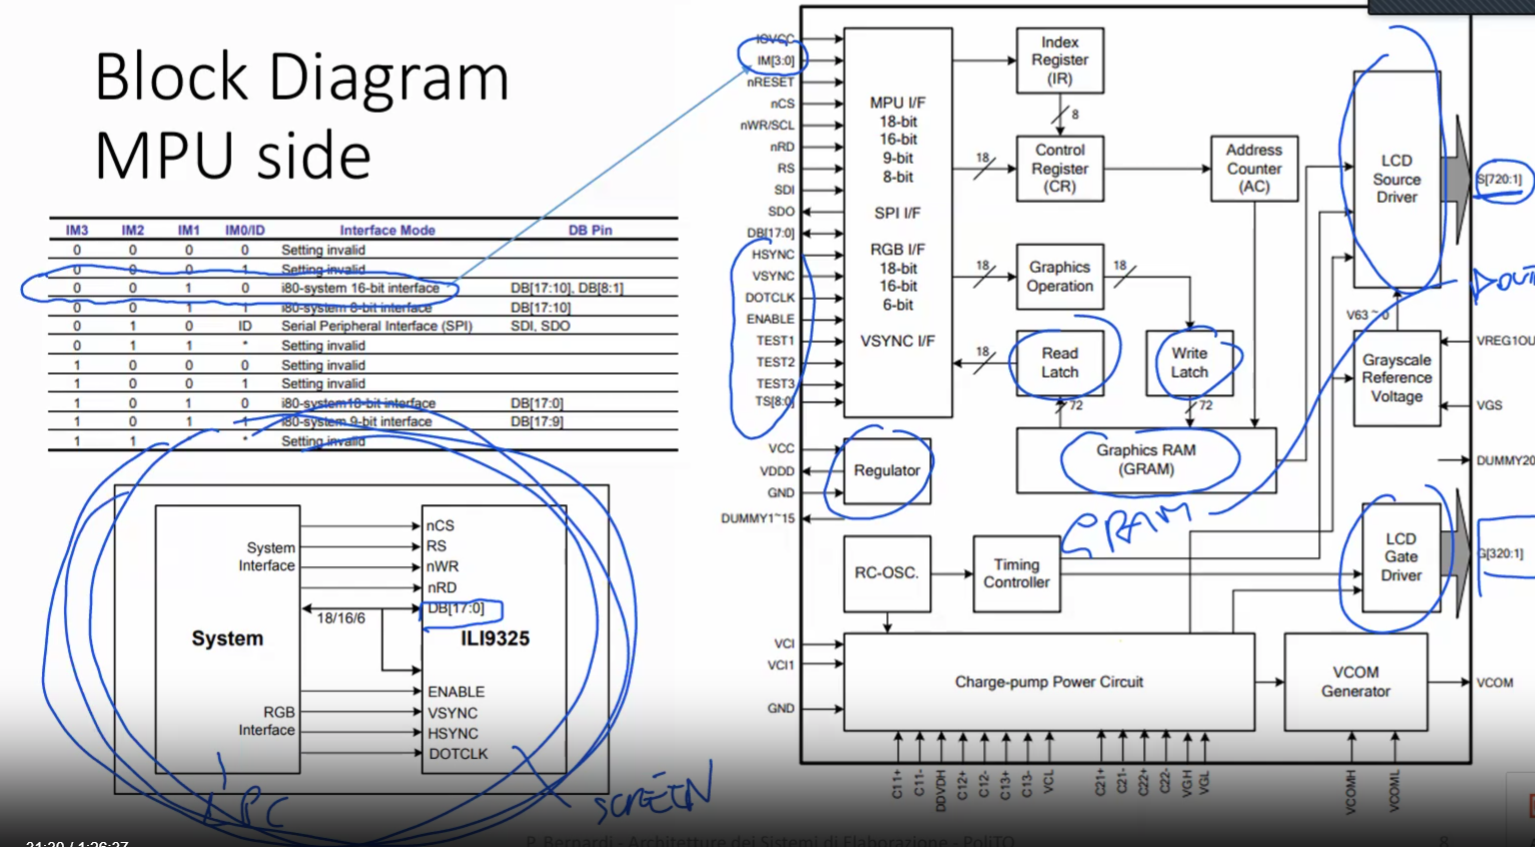 Block Diagram
MPU side
IM3 IM2 IM1 IM0/ID Interface Mode DB Pin
0 0 0 0 Setting invalid
0 0 0 1 Setting invalid
0 0 1 0 i80-system 16-bit interface DB[17:10], DB[8:1]
0 0 1 1 i80-system 8-bit interface DB[17:10]
0 1 0 ID Serial Peripheral Interface (SPI) SDI, SDO
0 1 1 * Setting invalid
1 0 0 0 Setting invalid
1 0 0 1 Setting invalid
1 0 1 0 i80-system18-bit interface DB[17:0]
1 0 1 1 i80-system 9-bit interface DB[17:9]
1 1 * * Setting invalid
System
Interface
nCS
RS
nWR
nRD
DB[17:0]
18/16/6
System
ILI9325
RGB
Interface
ENABLE
VSYNC
HSYNC
DOTCLK
SCREEN
IOVCC
IM[3:0]
nRESET
nCS
nWR/SCL
nRD
RS
SDI
SDO
DB[17:0]
HSYNC
VSYNC
DOTCLK
ENABLE
TEST1
TEST2
TEST3
TS[8:0]
MPU I/F
18-bit
16-bit
9-bit
8-bit
SPI I/F
RGB I/F
18-bit
16-bit
6-bit
VSYNC I/F
Index
Register
(IR)
8
18
Control
Register
(CR)
Address
Counter
(AC)
18
Graphics
Operation
18
18
Read
Latch
Write
Latch
72
72
Graphics RAM
(GRAM)
GRAM
LCD
Source
Driver
S[720:1]
V63 ~ 0
Grayscale
Reference
Voltage
VREG1OU
VGS
DUMMY20
VCC
VDDD
GND
DUMMY1~15
Regulator
RC-OSC.
Timing
Controller
LCD
Gate
Driver
G[320:1]
VCI
VCI1
GND
Charge-pump Power Circuit
VCOM
Generator
VCOM
C11+
C11-
DDVDH
C12+
C12-
C13+
C13-
VCL
C21+
C21-
C22+
C22-
VGH
VGL
VCOMH
VCOML
P. Bernardi - Architetture dei Sistemi di Elaborazione - PoliTO
8
21:20 / 1:26:27